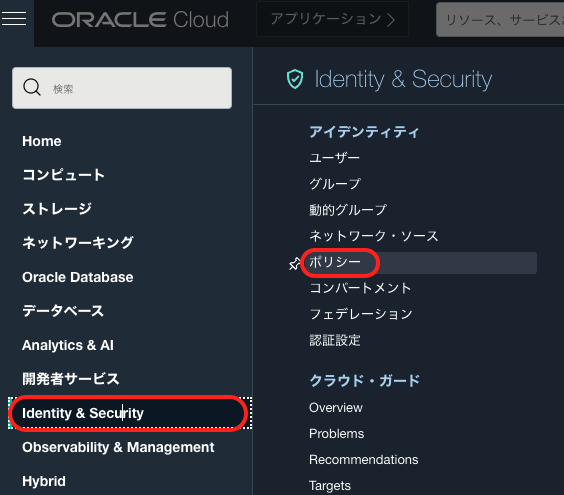 ORACLE Cloud
アプリケーション
リソース、サービス
検索
Home
コンピュート
ストレージ
ネットワーキング
Oracle Database
データベース
Analytics & AI
開発者サービス
Identity & Security
Observability & Management
Hybrid
Identity & Security
アイデンティティ
ユーザー
グループ
動的グループ
ネットワーク・ソース
ポリシー
コンパートメント
フェデレーション
認証設定
クラウド・ガード
Overview
Problems
Recommendations
Targets